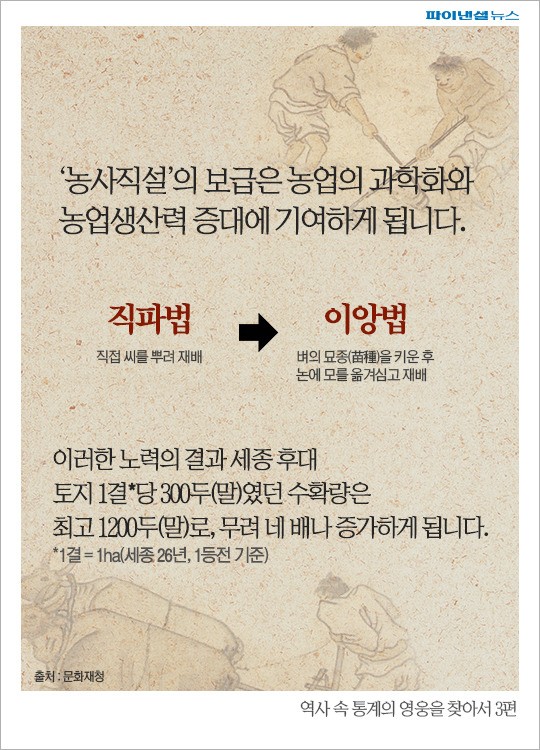 파이낸셜뉴스
‘농사직설’의 보급은 농업의 과학화와
농업생산력 증대에 기여하게 됩니다.
직파법
이앙법
직접 씨를 뿌려 재배
벼의 묘종(苗種)을 키운 후
논에 모를 옮겨심고 재배
이러한 노력의 결과 세종 후대
토지 1결*당 300두(말)였던 수확량은
최고 1200두(말)로, 무려 네 배나 증가하게 됩니다.
*1결 = 1ha(세종 26년, 1등전 기준)
출처 : 문화재청
역사 속 통계의 영웅을 찾아서 3편